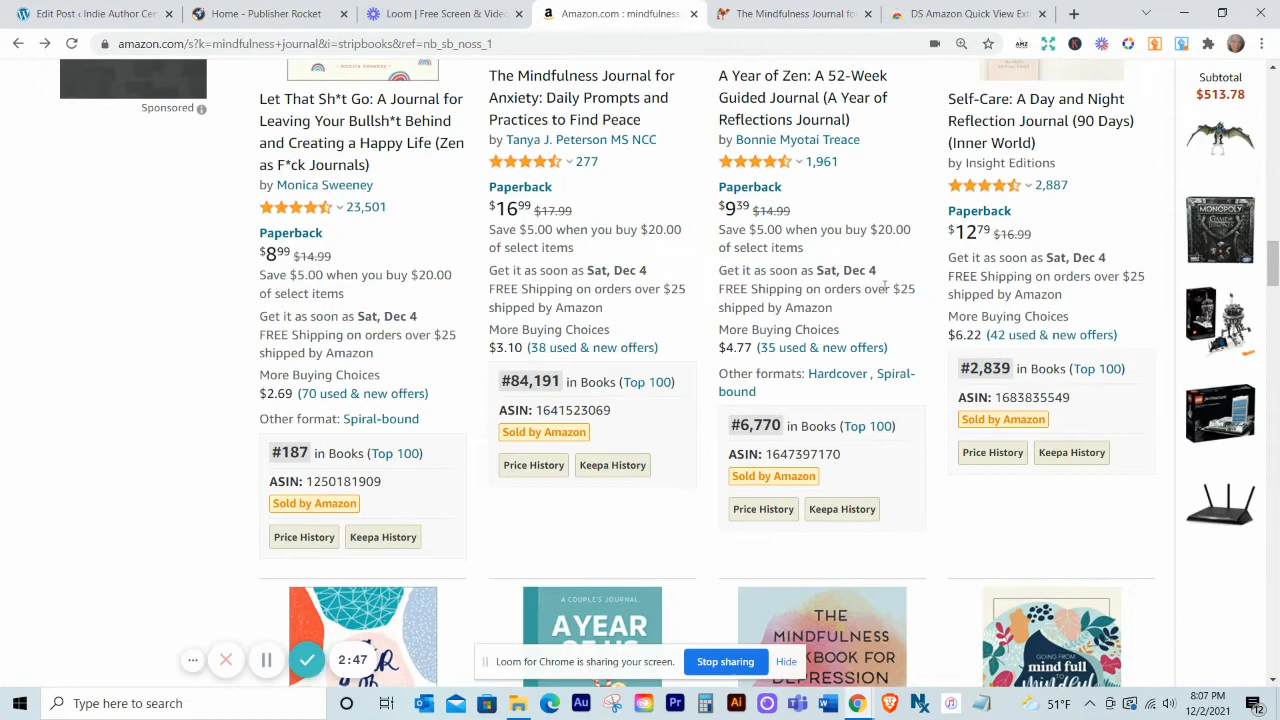 (1) Home - WordPr
Home - Virtual Bus
Free Screen & Video
Amazon.com: mindfulness
The Mindfulness Journal fo
DS Amazon Quick View Ext
amazon.com/s?k=mindfulness+journal+23books&ref=nb_sb_noss_1
AMZ
K
Sponsored
monica sweeney
Let That Sh*t Go: A Journal for
Leaving Your Bullsh*t Behind
and Creating a Happy Life (Zen
as F*ck Journals)
by Monica Sweeney
23,501
Paperback
$8.99 $14.99
Save $5.00 when you buy $20.00
of select items
Get it as soon as Sat, Dec 4
FREE Shipping on orders over $25
shipped by Amazon
More Buying Choices
$2.69 (70 used & new offers)
Other format: Spiral-bound
#187 in Books (Top 100)
ASIN: 1250181909
Sold by Amazon
Price History
Keepa History
The Mindfulness Journal for
Anxiety: Daily Prompts and
Practices to Find Peace
by Tanya J. Peterson MS NCC
277
Paperback
$16.99 $17.99
Save $5.00 when you buy $20.00
of select items
Get it as soon as Sat, Dec 4
FREE Shipping on orders over $25
shipped by Amazon
More Buying Choices
$3.10 (38 used & new offers)
#84,191 in Books (Top 100)
ASIN: 1641523069
Sold by Amazon
Price History
Keepa History
A Year of Zen: A 52-Week
Guided Journal (A Year of
Reflections Journal)
by Bonnie Myotai Treace
1,961
Paperback
$9.39 $14.99
Save $5.00 when you buy $20.00
of select items
Get it as soon as Sat, Dec 4
FREE Shipping on orders over $25
shipped by Amazon
More Buying Choices
$4.77 (35 used & new offers)
Other formats: Hardcover , Spiral-
bound
#6,770 in Books (Top 100)
ASIN: 1647397170
Sold by Amazon
Price History
Keepa History
Self-Care: A Day and Night
Reflection Journal (90 Days)
(Inner World)
by Insight Editions
2,887
Paperback
$12.79 $16.99
Get it as soon as Sat, Dec 4
FREE Shipping on orders over $25
shipped by Amazon
More Buying Choices
$6.22 (42 used & new offers)
#2,839 in Books (Top 100)
ASIN: 1683835549
Sold by Amazon
Price History
Keepa History
Subtotal
$513.78
MONOPOLY
A COUPLE'S JOURNAL
A YEAR
THE
MINDFULNESS
DEPRESSION
GOING FROM
mind full
TO
2:47
Loom for Chrome is sharing your screen.
Stop sharing
Hide
Type here to search
51°F
8:07 PM
12/2/2021
12